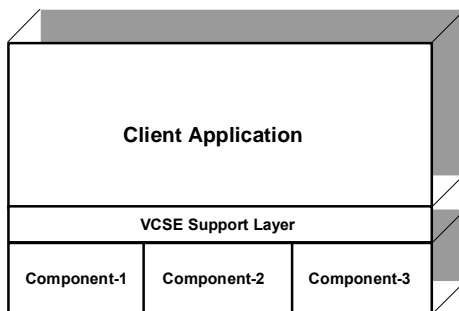 Client Application
VCSE Support Layer
Component-1 Component-2 Component-3